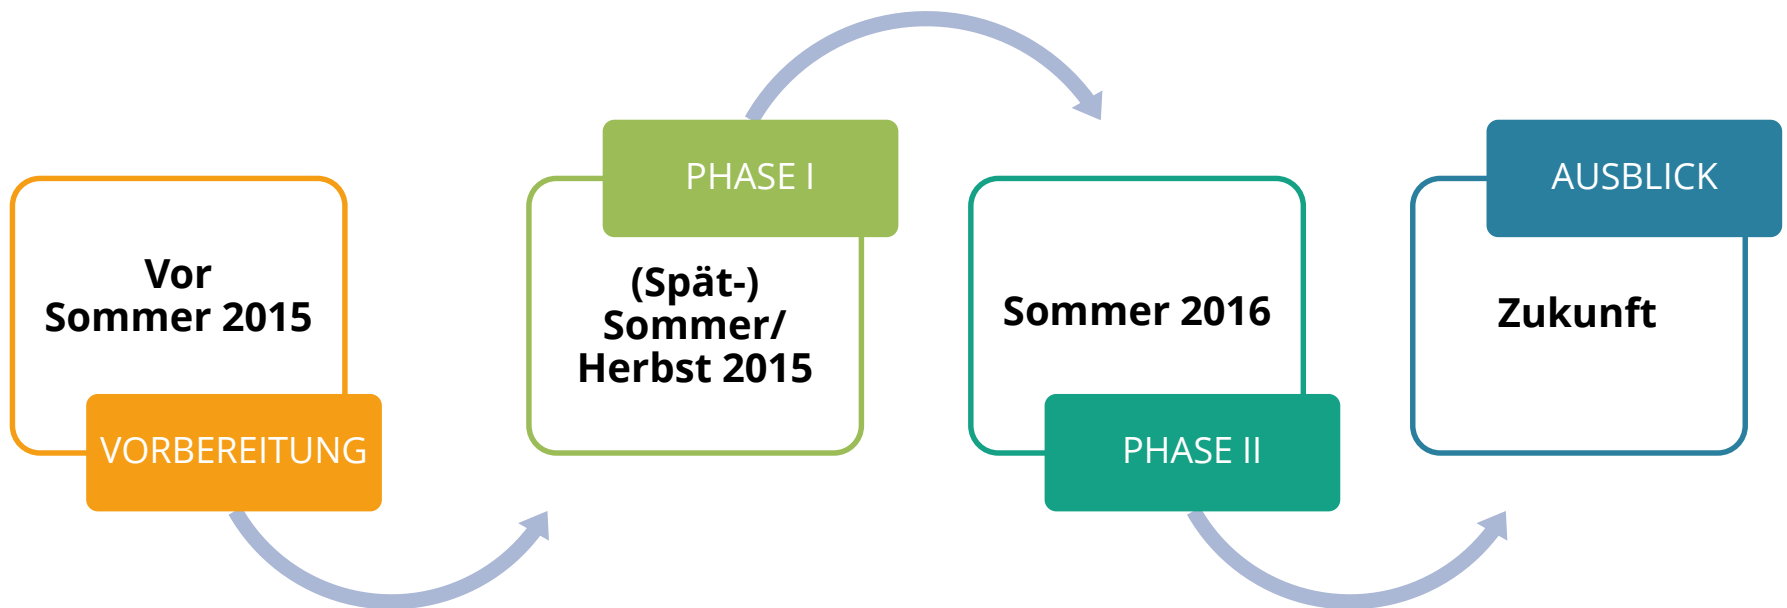 Vor
Sommer 2015
VORBEREITUNG
PHASE I
(Spät-)
Sommer/
Herbst 2015
Sommer 2016
PHASE II
AUSBLICK
Zukunft